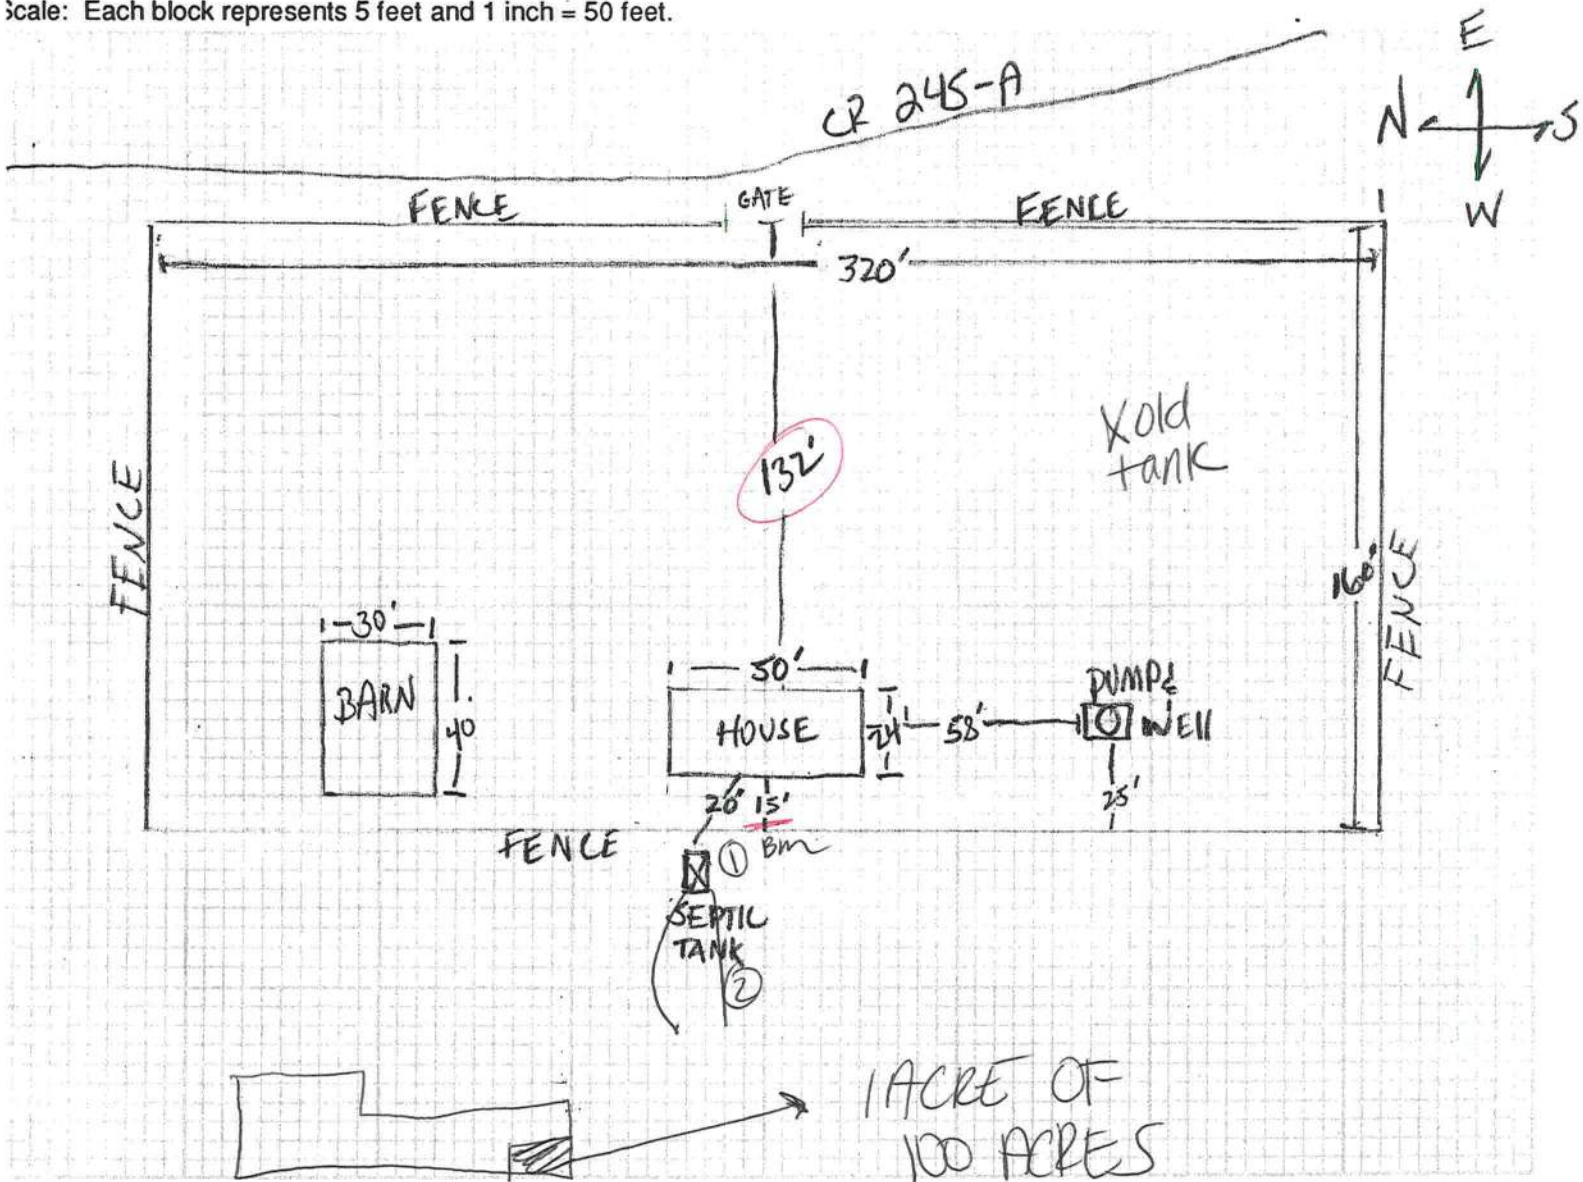 Scale: Each block represents 5 feet and 1 inch = 50 feet.
E
CR 245-A
N
S
W
FENCE
GATE
FENCE
320'
132'
X old
tank
FENCE
160'
FENCE
30'
BARN
40
50'
HOUSE
24'
58'
PUMP &
WELL
20'
15'
25'
FENCE
1
Bm
SEPTIC
TANK
2
1 ACRE OF
100 ACRES